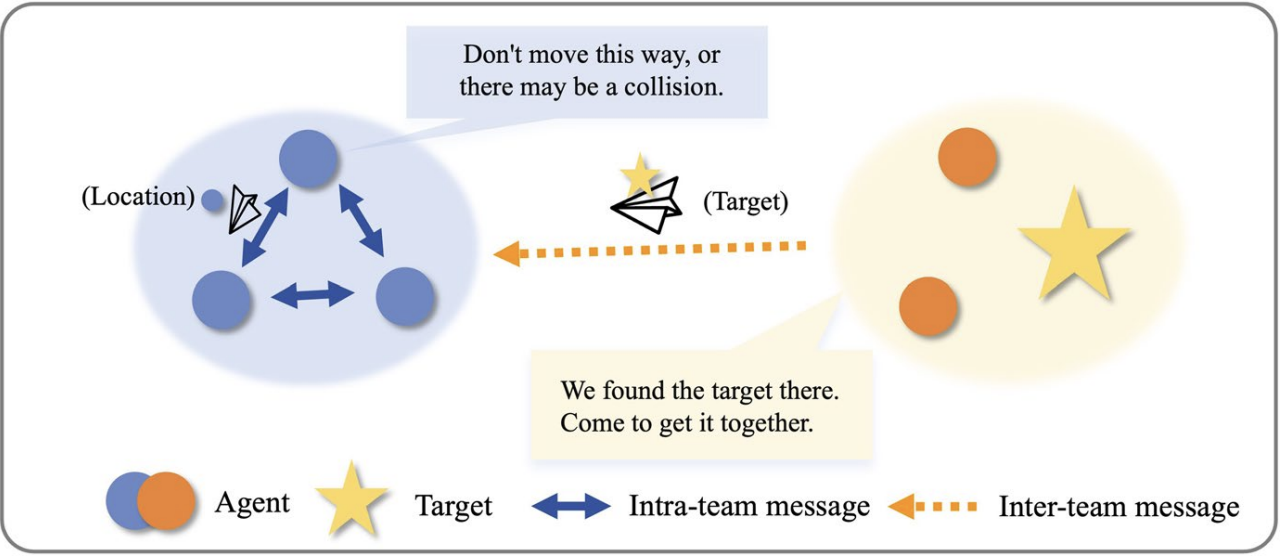 Don't move this way, or
there may be a collision.
(Location)
(Target)
We found the target there.
Come to get it together.
Agent
Target
Intra-team message
Inter-team message